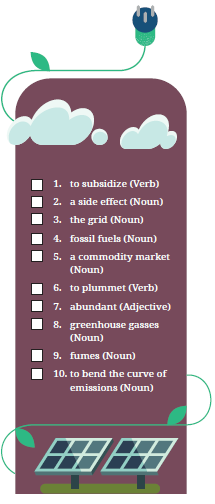 1. to subsidize (Verb)
2. a side effect (Noun)
3. the grid (Noun)
4. fossil fuels (Noun)
5. a commodity market
(Noun)
6. to plummet (Verb)
7. abundant (Adjective)
8. greenhouse gasses
(Noun)
9. fumes (Noun)
10. to bend the curve of
emissions (Noun)